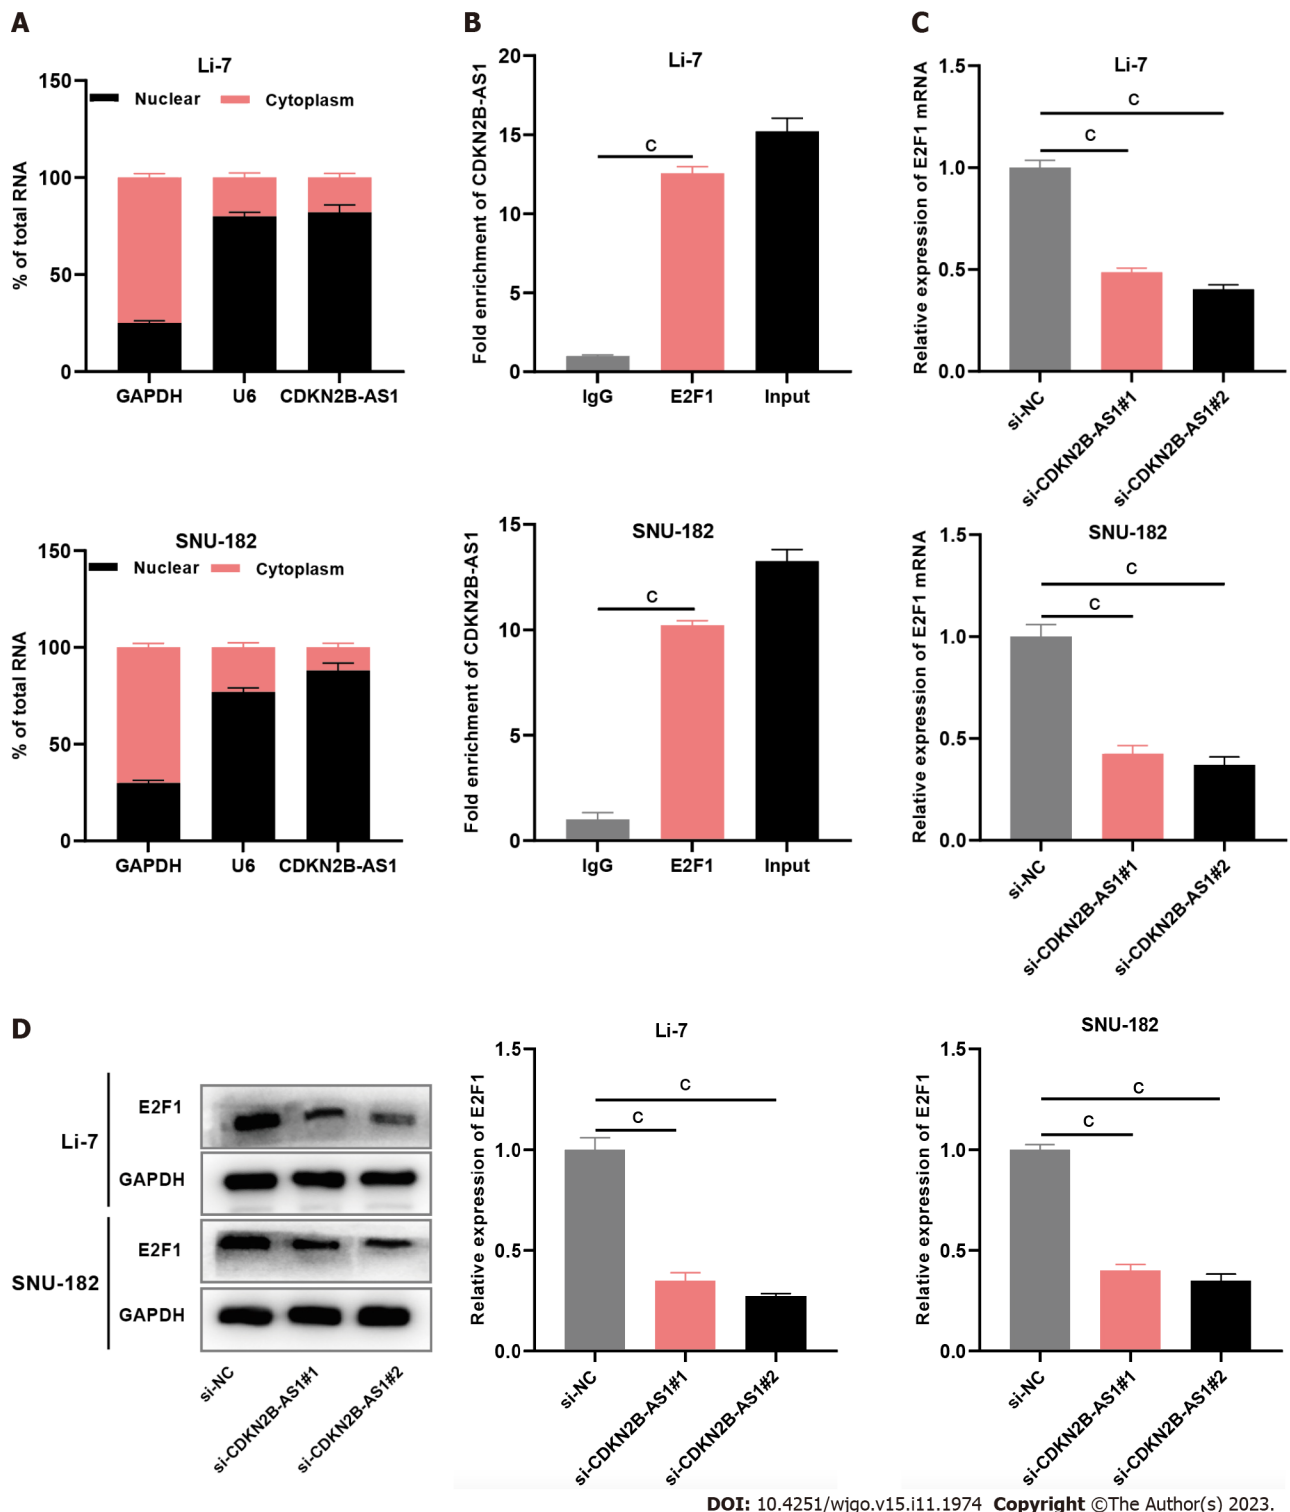 A
Li-7
Nuclear Cytoplasm
% of total RNA
150
100
50
0
GAPDH U6 CDKN2B-AS1
SNU-182
Nuclear Cytoplasm
% of total RNA
150
100
50
0
GAPDH U6 CDKN2B-AS1
B
Li-7
Fold enrichment of CDKN2B-AS1
20
15
10
5
0
c
IgG E2F1 Input
SNU-182
Fold enrichment of CDKN2B-AS1
15
10
5
0
c
IgG E2F1 Input
C
Li-7
Relative expression of E2F1 mRNA
1.5
1.0
0.5
0.0
c
c
si-NC
si-CDKN2B-AS1#1
si-CDKN2B-AS1#2
SNU-182
Relative expression of E2F1 mRNA
1.5
1.0
0.5
0.0
c
c
si-NC
si-CDKN2B-AS1#1
si-CDKN2B-AS1#2
D
Li-7
E2F1
GAPDH
SNU-182
E2F1
GAPDH
si-NC
si-CDKN2B-AS1#1
si-CDKN2B-AS1#2
Li-7
Relative expression of E2F1
1.5
1.0
0.5
0.0
c
c
si-NC
si-CDKN2B-AS1#1
si-CDKN2B-AS1#2
SNU-182
Relative expression of E2F1
1.5
1.0
0.5
0.0
c
c
si-NC
si-CDKN2B-AS1#1
si-CDKN2B-AS1#2
DOI: 10.4251/wjgo.v15.i11.1974 Copyright ©The Author(s) 2023.